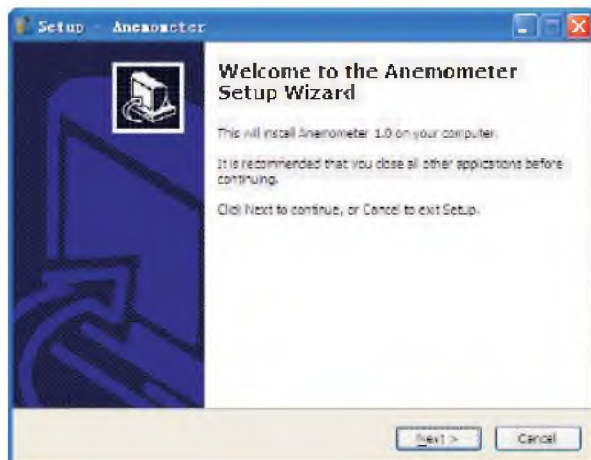 Setup - Anemometer
Welcome to the Anemometer
Setup Wizard
This will install Anemometer 1.0 on your computer.
It is recommended that you close all other applications before
continuing.
Click Next to continue, or Cancel to exit Setup.
Next >
Cancel